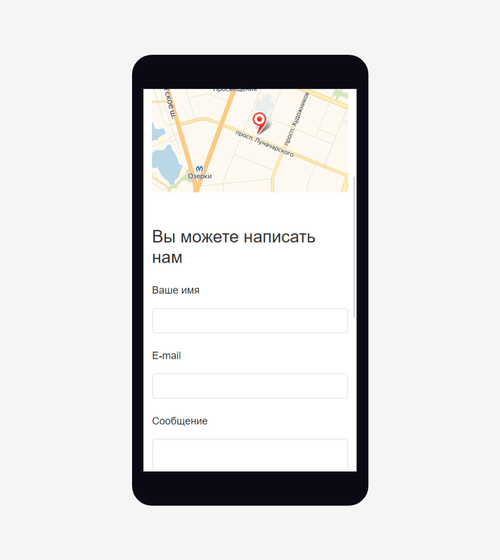 Просвещения
ское ш.
просп. Художников
просп. Луначарского
Озерки
Вы можете написать
нам
Ваше имя
E-mail
Сообщение